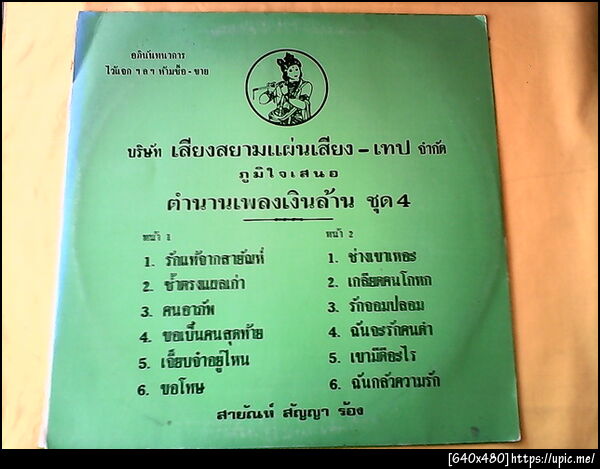 อภินันทนาการ
ไว้แจก ฯลฯ ห้ามซื้อ - ขาย
บริษัท เสียงสยามแผ่นเสียง - เทป จำกัด
ภูมิใจเสนอ
ตำนานเพลงเงินล้าน ชุด 4
หน้า 1
1. รักแท้จากสายัณห์
2. ช้ำตรงแผลเก่า
3. คนอาภัพ
4. ขอเป็นคนสุดท้าย
5. เจี๊ยบจ๋าอยู่ไหน
6. ขอโทษ
หน้า 2
1. ช่างเขาเหอะ
2. เกลียดคนโกหก
3. รักจอมปลอม
4. ฉันจะรักคนดำ
5. เขามีดีอะไร
6. ฉันกลัวความรัก
สายัณห์ สัญญา ร้อง
[640x480]https://upic.me/